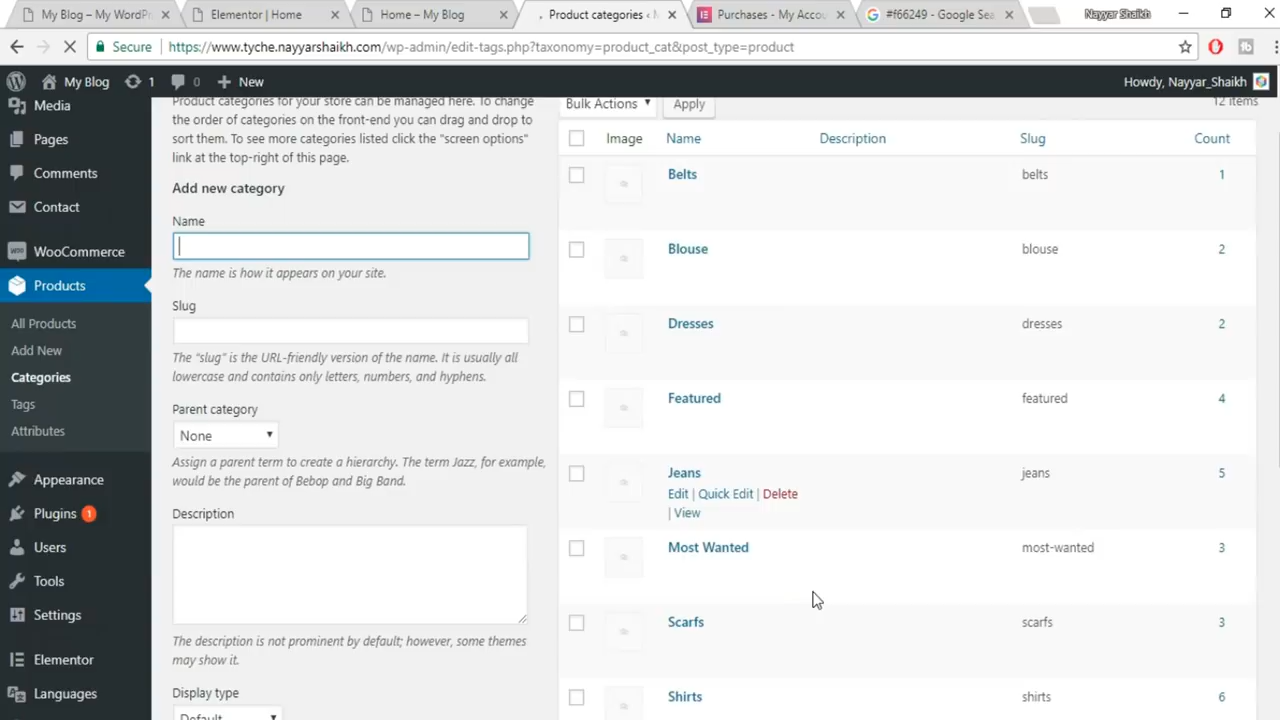 My Blog – My WordPr
Elementor | Home
Home – My Blog
Product categories ‹ M
Purchases - My Accou
#f66249 - Google Sea
Nayyar Shaikh
Secure
https://www.tyche.nayyarshaikh.com/wp-admin/edit-tags.php?taxonomy=product_cat&post_type=product
My Blog
1
0
New
Howdy, Nayyar_Shaikh
Media
Pages
Comments
Contact
WooCommerce
Products
All Products
Add New
Categories
Tags
Attributes
Appearance
Plugins 1
Users
Tools
Settings
Elementor
Languages
Product categories for your store can be managed here. To change
the order of categories on the front-end you can drag and drop to
sort them. To see more categories listed click the "screen options"
link at the top-right of this page.
Add new category
Name
The name is how it appears on your site.
Slug
The “slug” is the URL-friendly version of the name. It is usually all
lowercase and contains only letters, numbers, and hyphens.
Parent category
None
Assign a parent term to create a hierarchy. The term Jazz, for example,
would be the parent of Bebop and Big Band.
Description
The description is not prominent by default; however, some themes
may show it.
Display type
Default
Bulk Actions
Apply
12 items
Image Name Description Slug Count
Belts belts 1
Blouse blouse 2
Dresses dresses 2
Featured featured 4
Jeans jeans 5
Edit | Quick Edit | Delete
| View
Most Wanted most-wanted 3
Scarfs scarfs 3
Shirts shirts 6